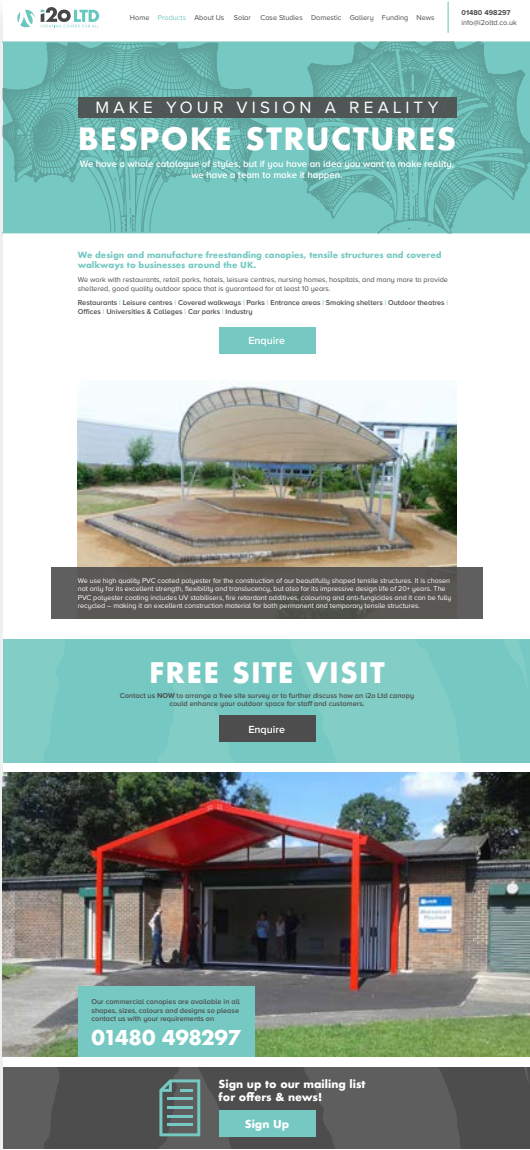 i2o LTD
CREATING COVERS FOR ALL
Home Products About Us Solar Case Studies Domestic Gallery Funding News
01480 498297
info@i2oltd.co.uk
MAKE YOUR VISION A REALITY
BESPOKE STRUCTURES
We have a whole catologue of styles, but if you have an idea you want to make reality,
we have a team to make it happen.
We design and manufacture freestanding canopies, tensile structures and covered
walkways to businesses around the UK.
We work with restaurants, retail parks, hotels, leisure centres, nursing homes, hospitals, and many more to provide
sheltered, good quality outdoor space that is guaranteed for at least 10 years.
Restaurants | Leisure centres | Covered walkways | Parks | Entrance areas | Smoking shelters | Outdoor theatres |
Offices | Universities & Colleges | Car parks | Industry
Enquire
We use high quality PVC coated polyester for the construction of our beautifully shaped tensile structures. It is chosen
not only for its excellent strength, flexibility and translucency, but also for its impressive design life of 20+ years. The
PVC polyester coating includes UV stabilisers, fire retardant additives, colouring and anti-fungicides and it can be fully
recycled – making it an excellent construction material for both permanent and temporary tensile structures.
FREE SITE VISIT
Contact us NOW to arrange a free site survey or to further discuss how an i2o Ltd canopy
could enhance your outdoor space for staff and customers.
Enquire
Our commercial canopies are available in all
shapes, sizes, colours and designs so please
contact us with your requirements on
01480 498297
Sign up to our mailing list
for offers & news!
Sign Up